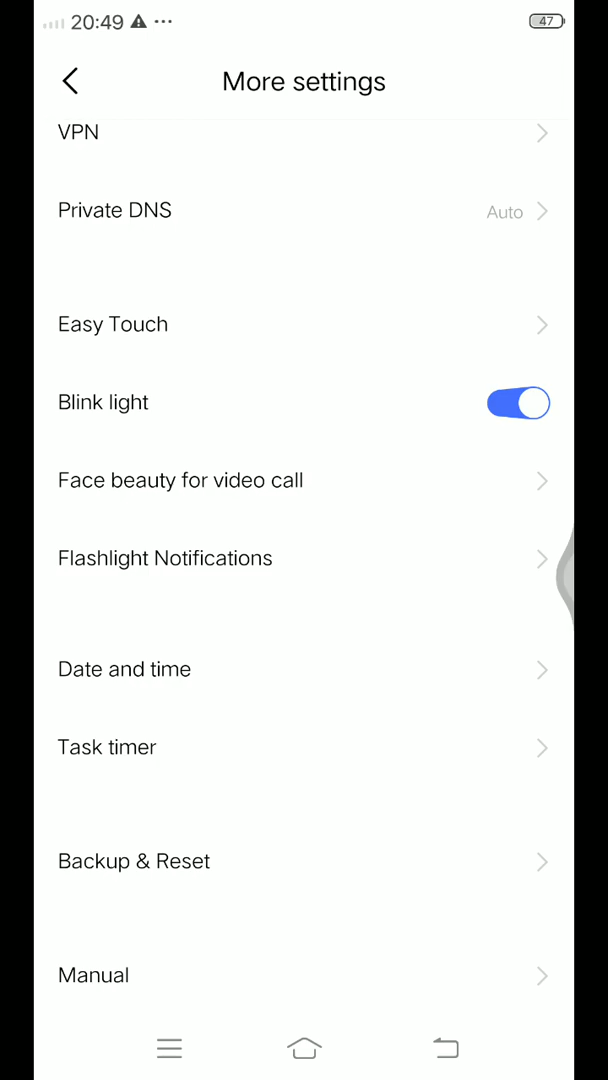 20:49
47
More settings
VPN
Private DNS Auto
Easy Touch
Blink light
Face beauty for video call
Flashlight Notifications
Date and time
Task timer
Backup & Reset
Manual